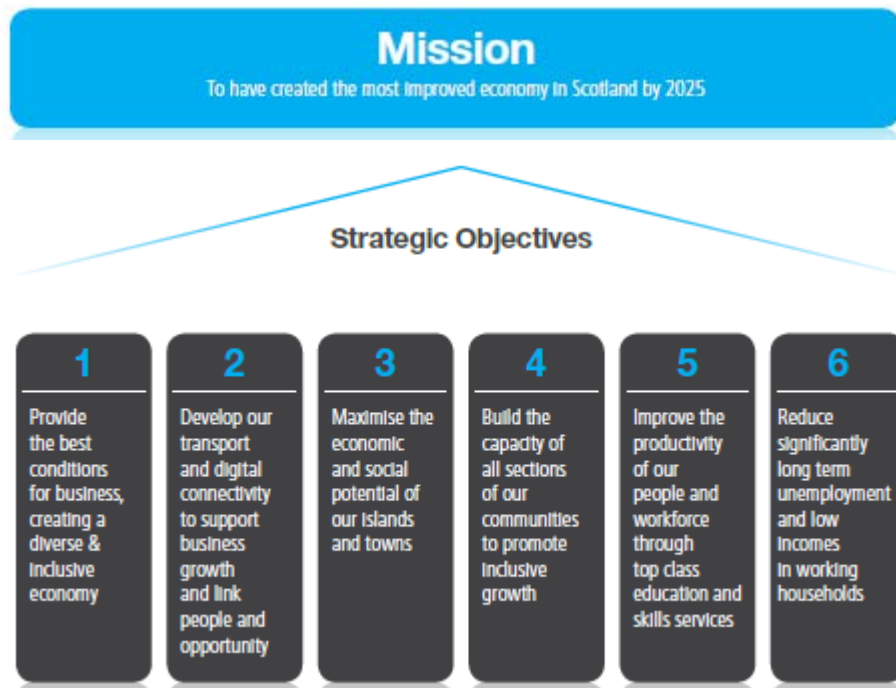 Mission
To have created the most improved economy in Scotland by 2025
Strategic Objectives
1
Provide
the best
conditions
for business,
creating a
diverse &
inclusive
economy
2
Develop our
transport
and digital
connectivity
to support
business
growth
and link
people and
opportunity
3
Maximise the
economic
and social
potential of
our islands
and towns
4
Build the
capacity of
all sections
of our
communities
to promote
inclusive
growth
5
Improve the
productivity
of our
people and
workforce
through
top class
education and
skills services
6
Reduce
significantly
long term
unemployment
and low
incomes
in working
households